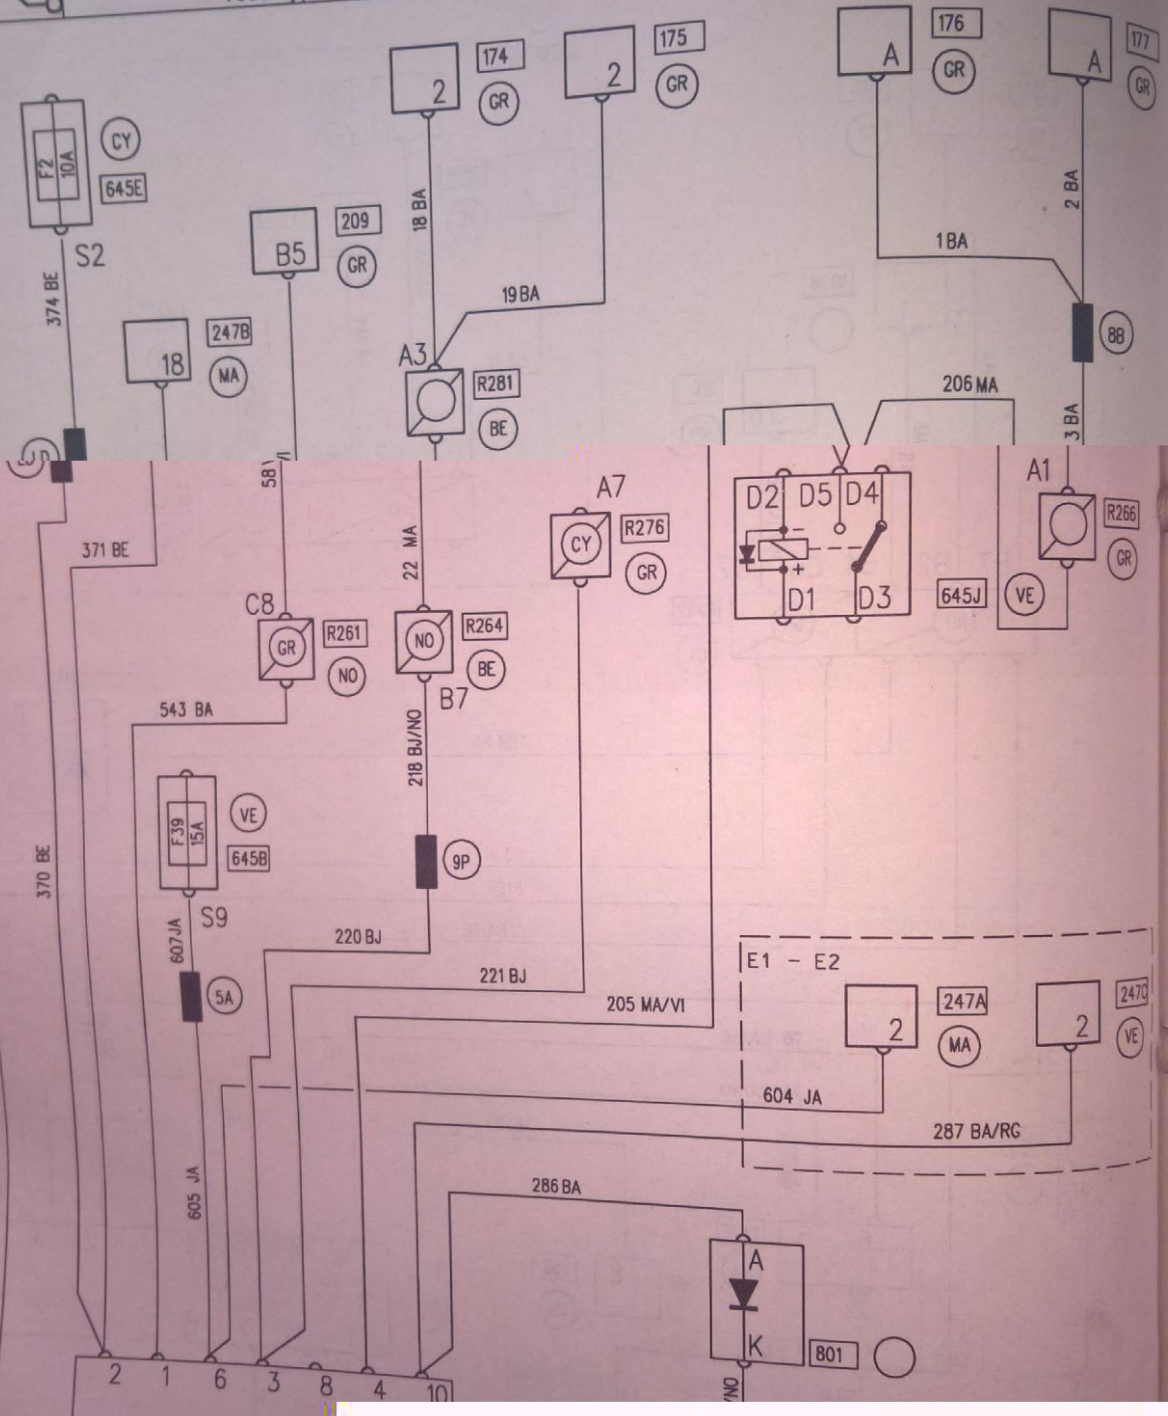 174
2
GR
175
2
GR
176
A
GR
177
A
GR
F2
10A
CY
645E
S2
374 BE
B5
209
GR
18 BA
19 BA
1 BA
2 BA
8B
18
247B
MA
A3
R281
BE
206 MA
3 BA
371 BE
22 MA
A7
CY
R276
GR
D2
D5
D4
-
+
D1
D3
645J
VE
A1
R266
GR
C8
GR
R261
NO
NO
R264
BE
B7
543 BA
218 BJ/NO
F39
15A
VE
645B
S9
370 BE
607 JA
5A
9P
220 BJ
221 BJ
205 MA/VI
E1 - E2
2
247A
MA
2
VE
604 JA
287 BA/RG
605 JA
286 BA
A
K
801
2
1
6
3
8
4
10